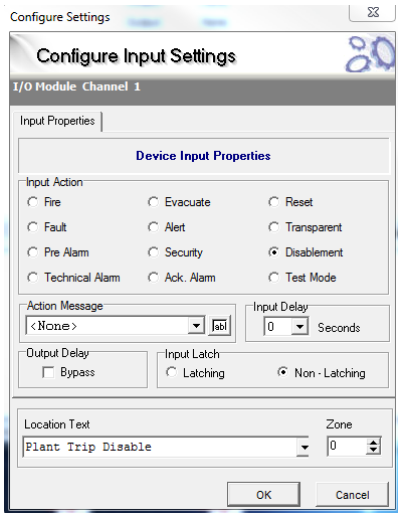 Configure Settings
Configure Input Settings
I/O Module Channel 1
Input Properties
Device Input Properties
Input Action
Fire Evacuate Reset
Fault Alert Transparent
Pre Alarm Security Disablement
Technical Alarm Ack. Alarm Test Mode
Action Message Input Delay
<None> abl 0 Seconds
Output Delay Input Latch
Bypass Latching Non - Latching
Location Text Zone
Plant Trip Disable 0
OK Cancel